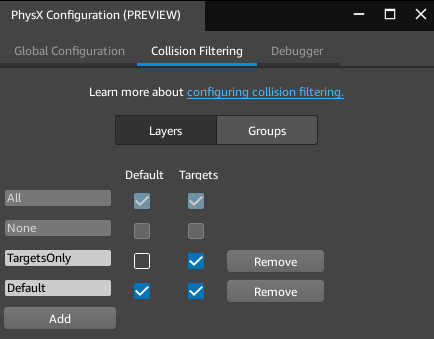 PhysX Configuration (PREVIEW)
Global Configuration Collision Filtering Debugger
Learn more about configuring collision filtering.
Layers Groups
Default Targets
All
None
TargetsOnly Remove
Default Remove
Add